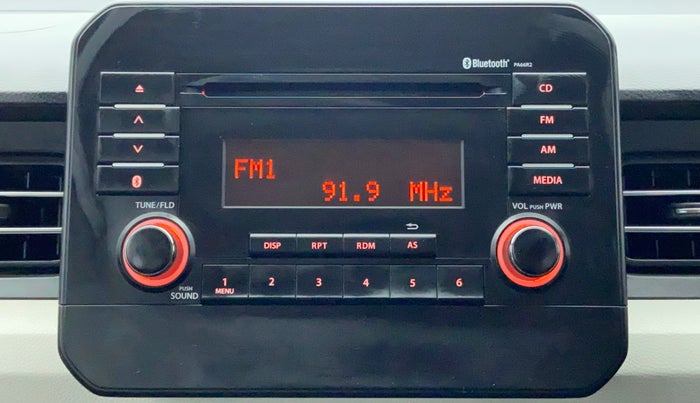 Bluetooth® PA66R2
CD
FM
FM1
AM
91.9 MHz
MEDIA
TUNE/FLD
VOL PUSH PWR
DISP RPT RDM AS
PUSH SOUND
1 MENU 2 3 4 5 6